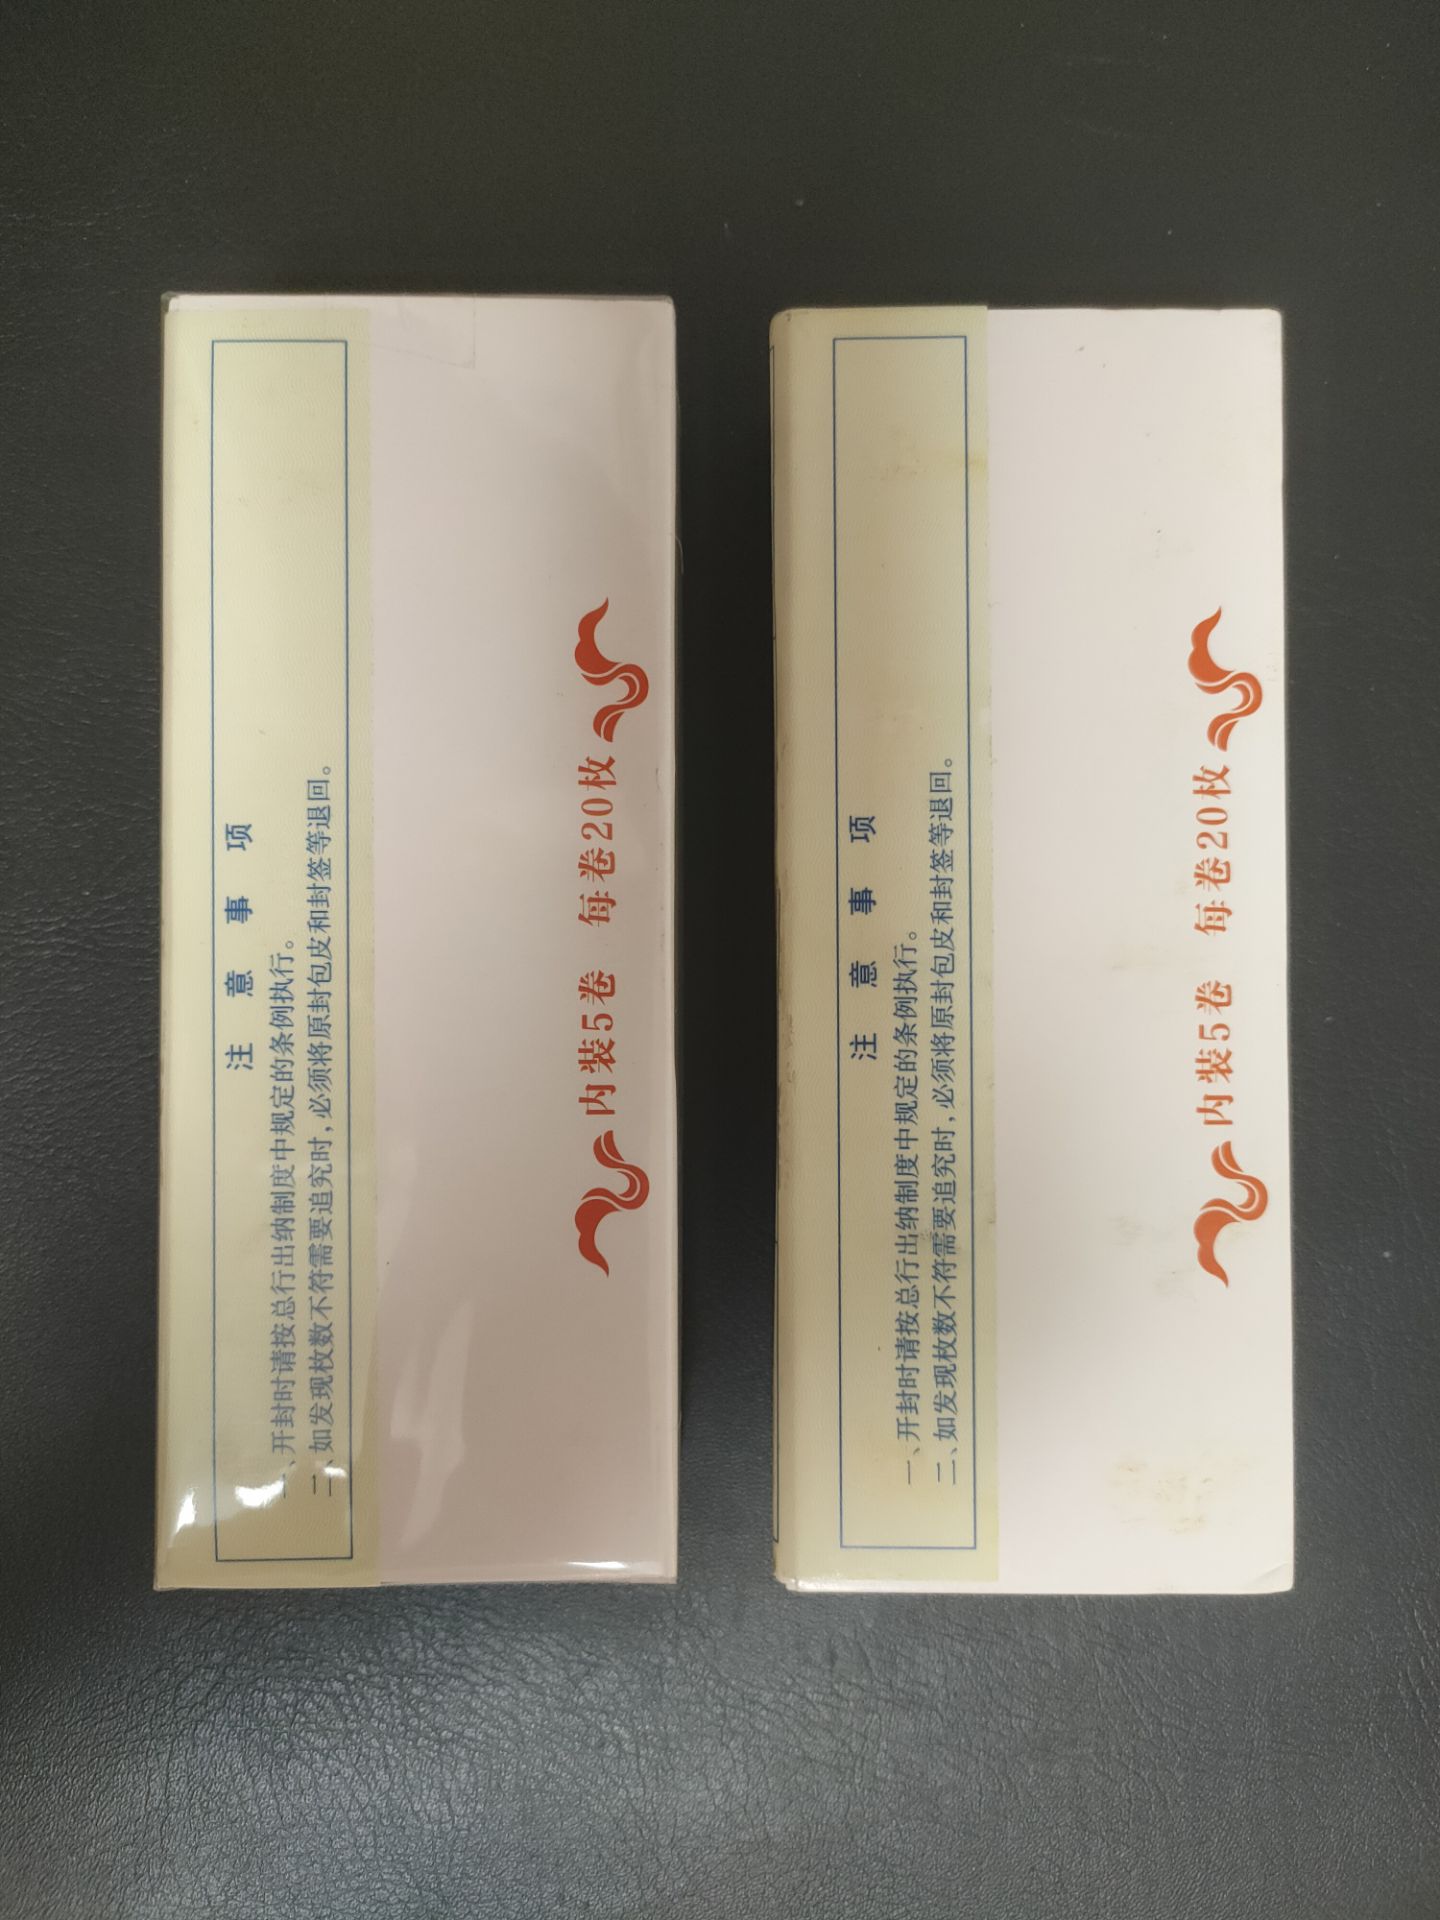 注意事项
一、开封时请按总行出纳制度中规定的条例执行。
二、如发现枚数不符需要追究时,必须将原封包皮和封签等退回。
内装5卷 每卷20枚
注意事项
一、开封时请按总行出纳制度中规定的条例执行。
二、如发现枚数不符需要追究时,必须将原封包皮和封签等退回。
内装5卷 每卷20枚